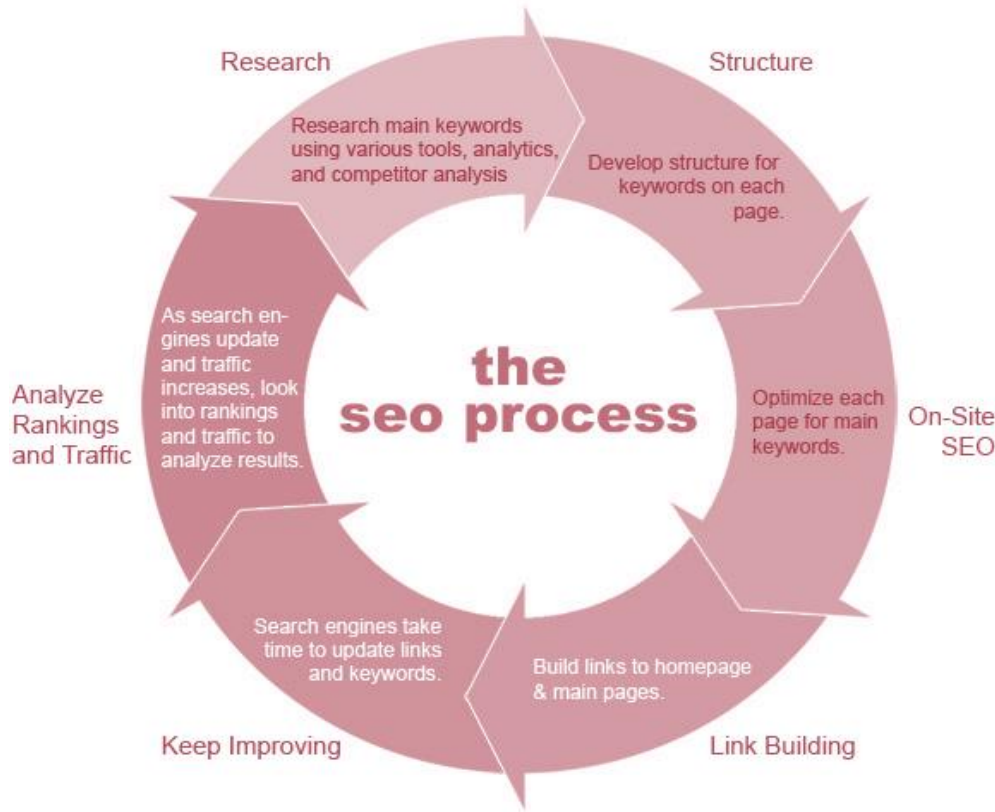 Research
Research main keywords
using various tools, analytics,
and competitor analysis
Structure
Develop structure for
keywords on each
page.
On-Site
SEO
Optimize each
page for main
keywords.
Link Building
Build links to homepage
& main pages.
Keep Improving
Search engines take
time to update links
and keywords.
Analyze
Rankings
and Traffic
As search en-
gines update
and traffic
increases, look
into rankings
and traffic to
analyze results.
the
seo process